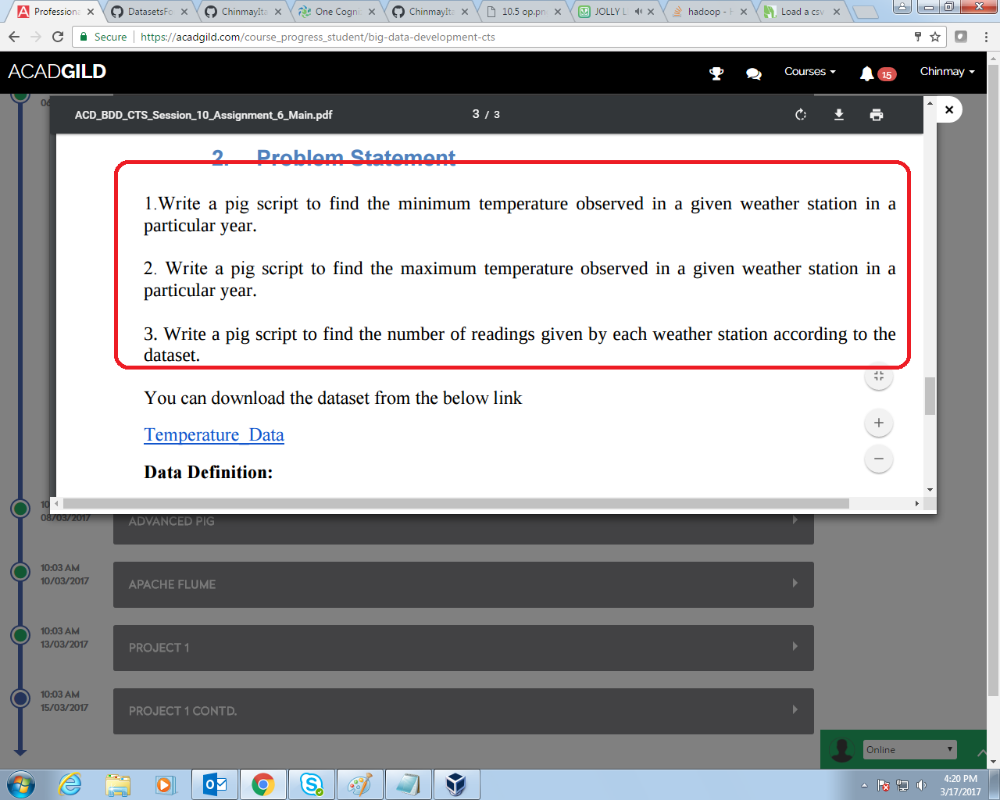 Professiona
DatasetsFo
ChinmayIta
One Cogni
ChinmayIta
10.5 op.pn
JOLLY L
hadoop - H
Load a csv
Secure
https://acadgild.com/course_progress_student/big-data-development-cts
ACADGILD
Courses
15
Chinmay
06
ACD_BDD_CTS_Session_10_Assignment_6_Main.pdf
3 / 3
2. Problem Statement
1.Write a pig script to find the minimum temperature observed in a given weather station in a
particular year.
2. Write a pig script to find the maximum temperature observed in a given weather station in a
particular year.
3. Write a pig script to find the number of readings given by each weather station according to the
dataset.
You can download the dataset from the below link
Temperature_Data
Data Definition:
10
08/03/2017
ADVANCED PIG
10:03 AM
10/03/2017
APACHE FLUME
10:03 AM
13/03/2017
PROJECT 1
10:03 AM
15/03/2017
PROJECT 1 CONTD.
Online
4:20 PM
3/17/2017